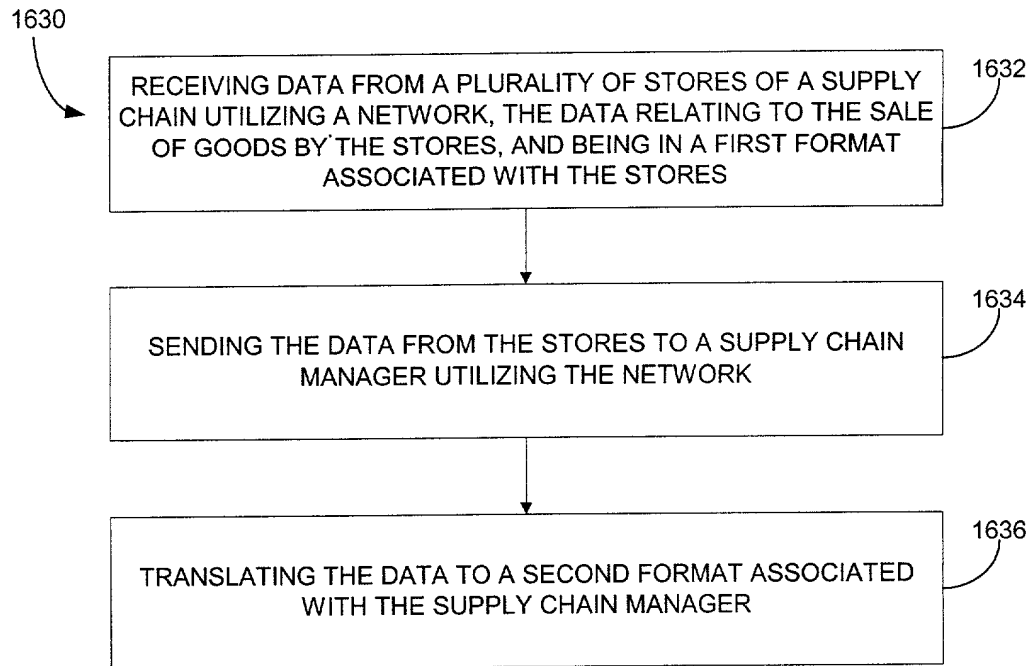 1630
RECEIVING DATA FROM A PLURALITY OF STORES OF A SUPPLY
CHAIN UTILIZING A NETWORK, THE DATA RELATING TO THE SALE
OF GOODS BY THE STORES, AND BEING IN A FIRST FORMAT
ASSOCIATED WITH THE STORES
1632
SENDING THE DATA FROM THE STORES TO A SUPPLY CHAIN
MANAGER UTILIZING THE NETWORK
1634
TRANSLATING THE DATA TO A SECOND FORMAT ASSOCIATED
WITH THE SUPPLY CHAIN MANAGER
1636